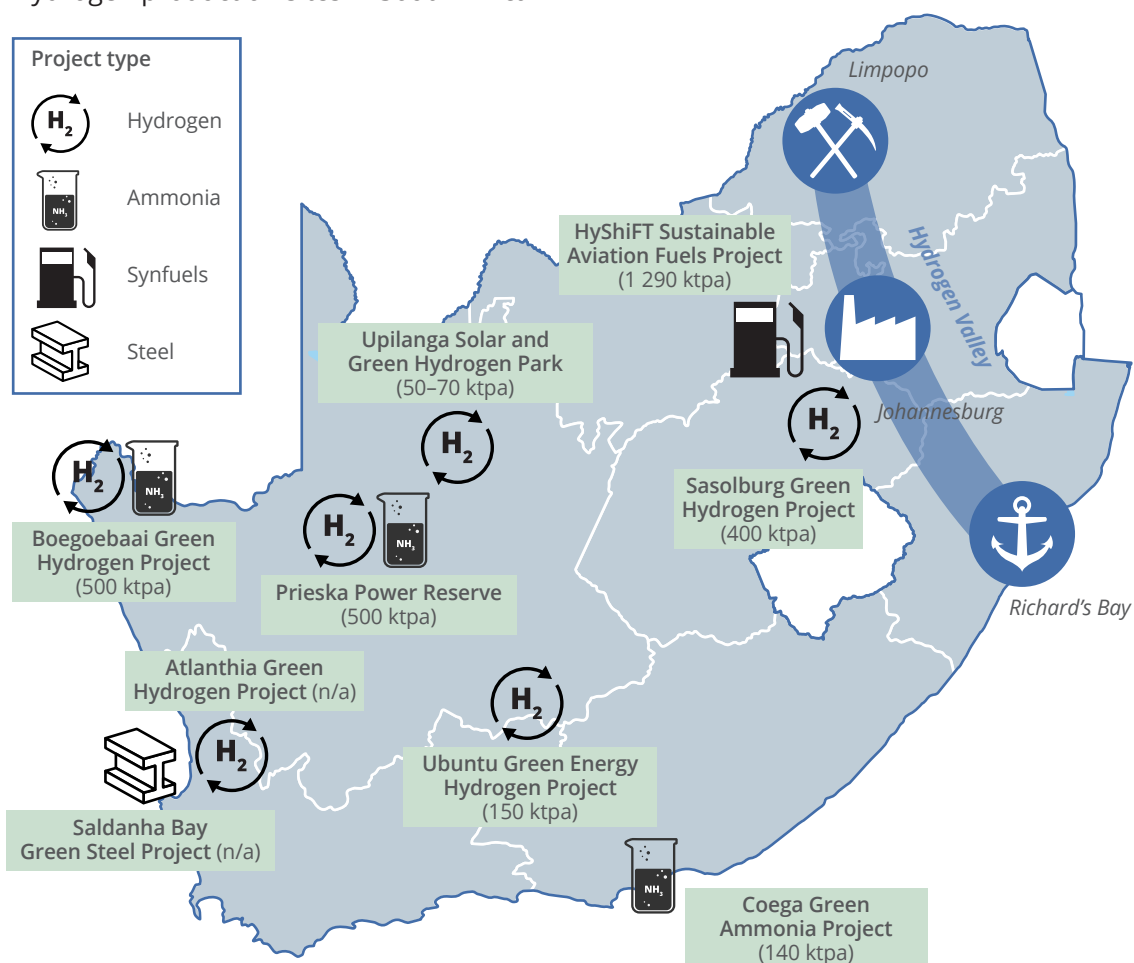 Project type
H2
Hydrogen
NH3
Ammonia
Synfuels
Steel
Limpopo
Hydrogen Valley
HyShiFT Sustainable
Aviation Fuels Project
(1 290 ktpa)
Upilanga Solar and
Green Hydrogen Park
(50–70 ktpa)
H2
H2
Johannesburg
H2
NH3
Boegoebaai Green
Hydrogen Project
(500 ktpa)
H2
NH3
Prieska Power Reserve
(500 ktpa)
Sasolburg Green
Hydrogen Project
(400 ktpa)
Richard's Bay
Atlanthia Green
Hydrogen Project (n/a)
H2
H2
Ubuntu Green Energy
Hydrogen Project
(150 ktpa)
Saldanha Bay
Green Steel Project (n/a)
NH3
Coega Green
Ammonia Project
(140 ktpa)